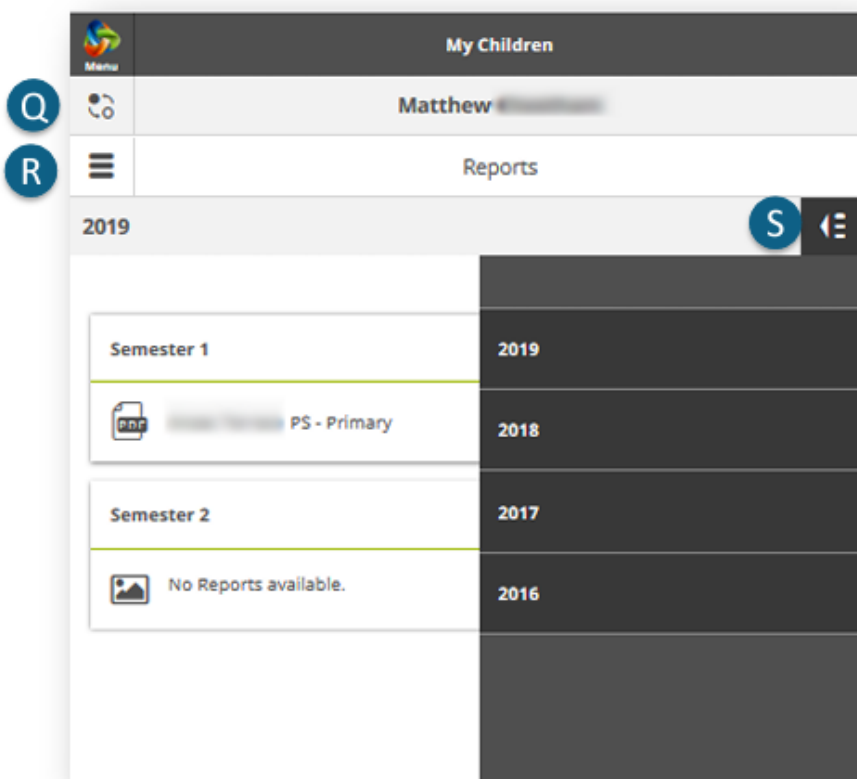 Menu
My Children
Q
Matthew
R
Reports
2019
S
Semester 1
PDF
PS - Primary
Semester 2
No Reports available.
2019
2018
2017
2016